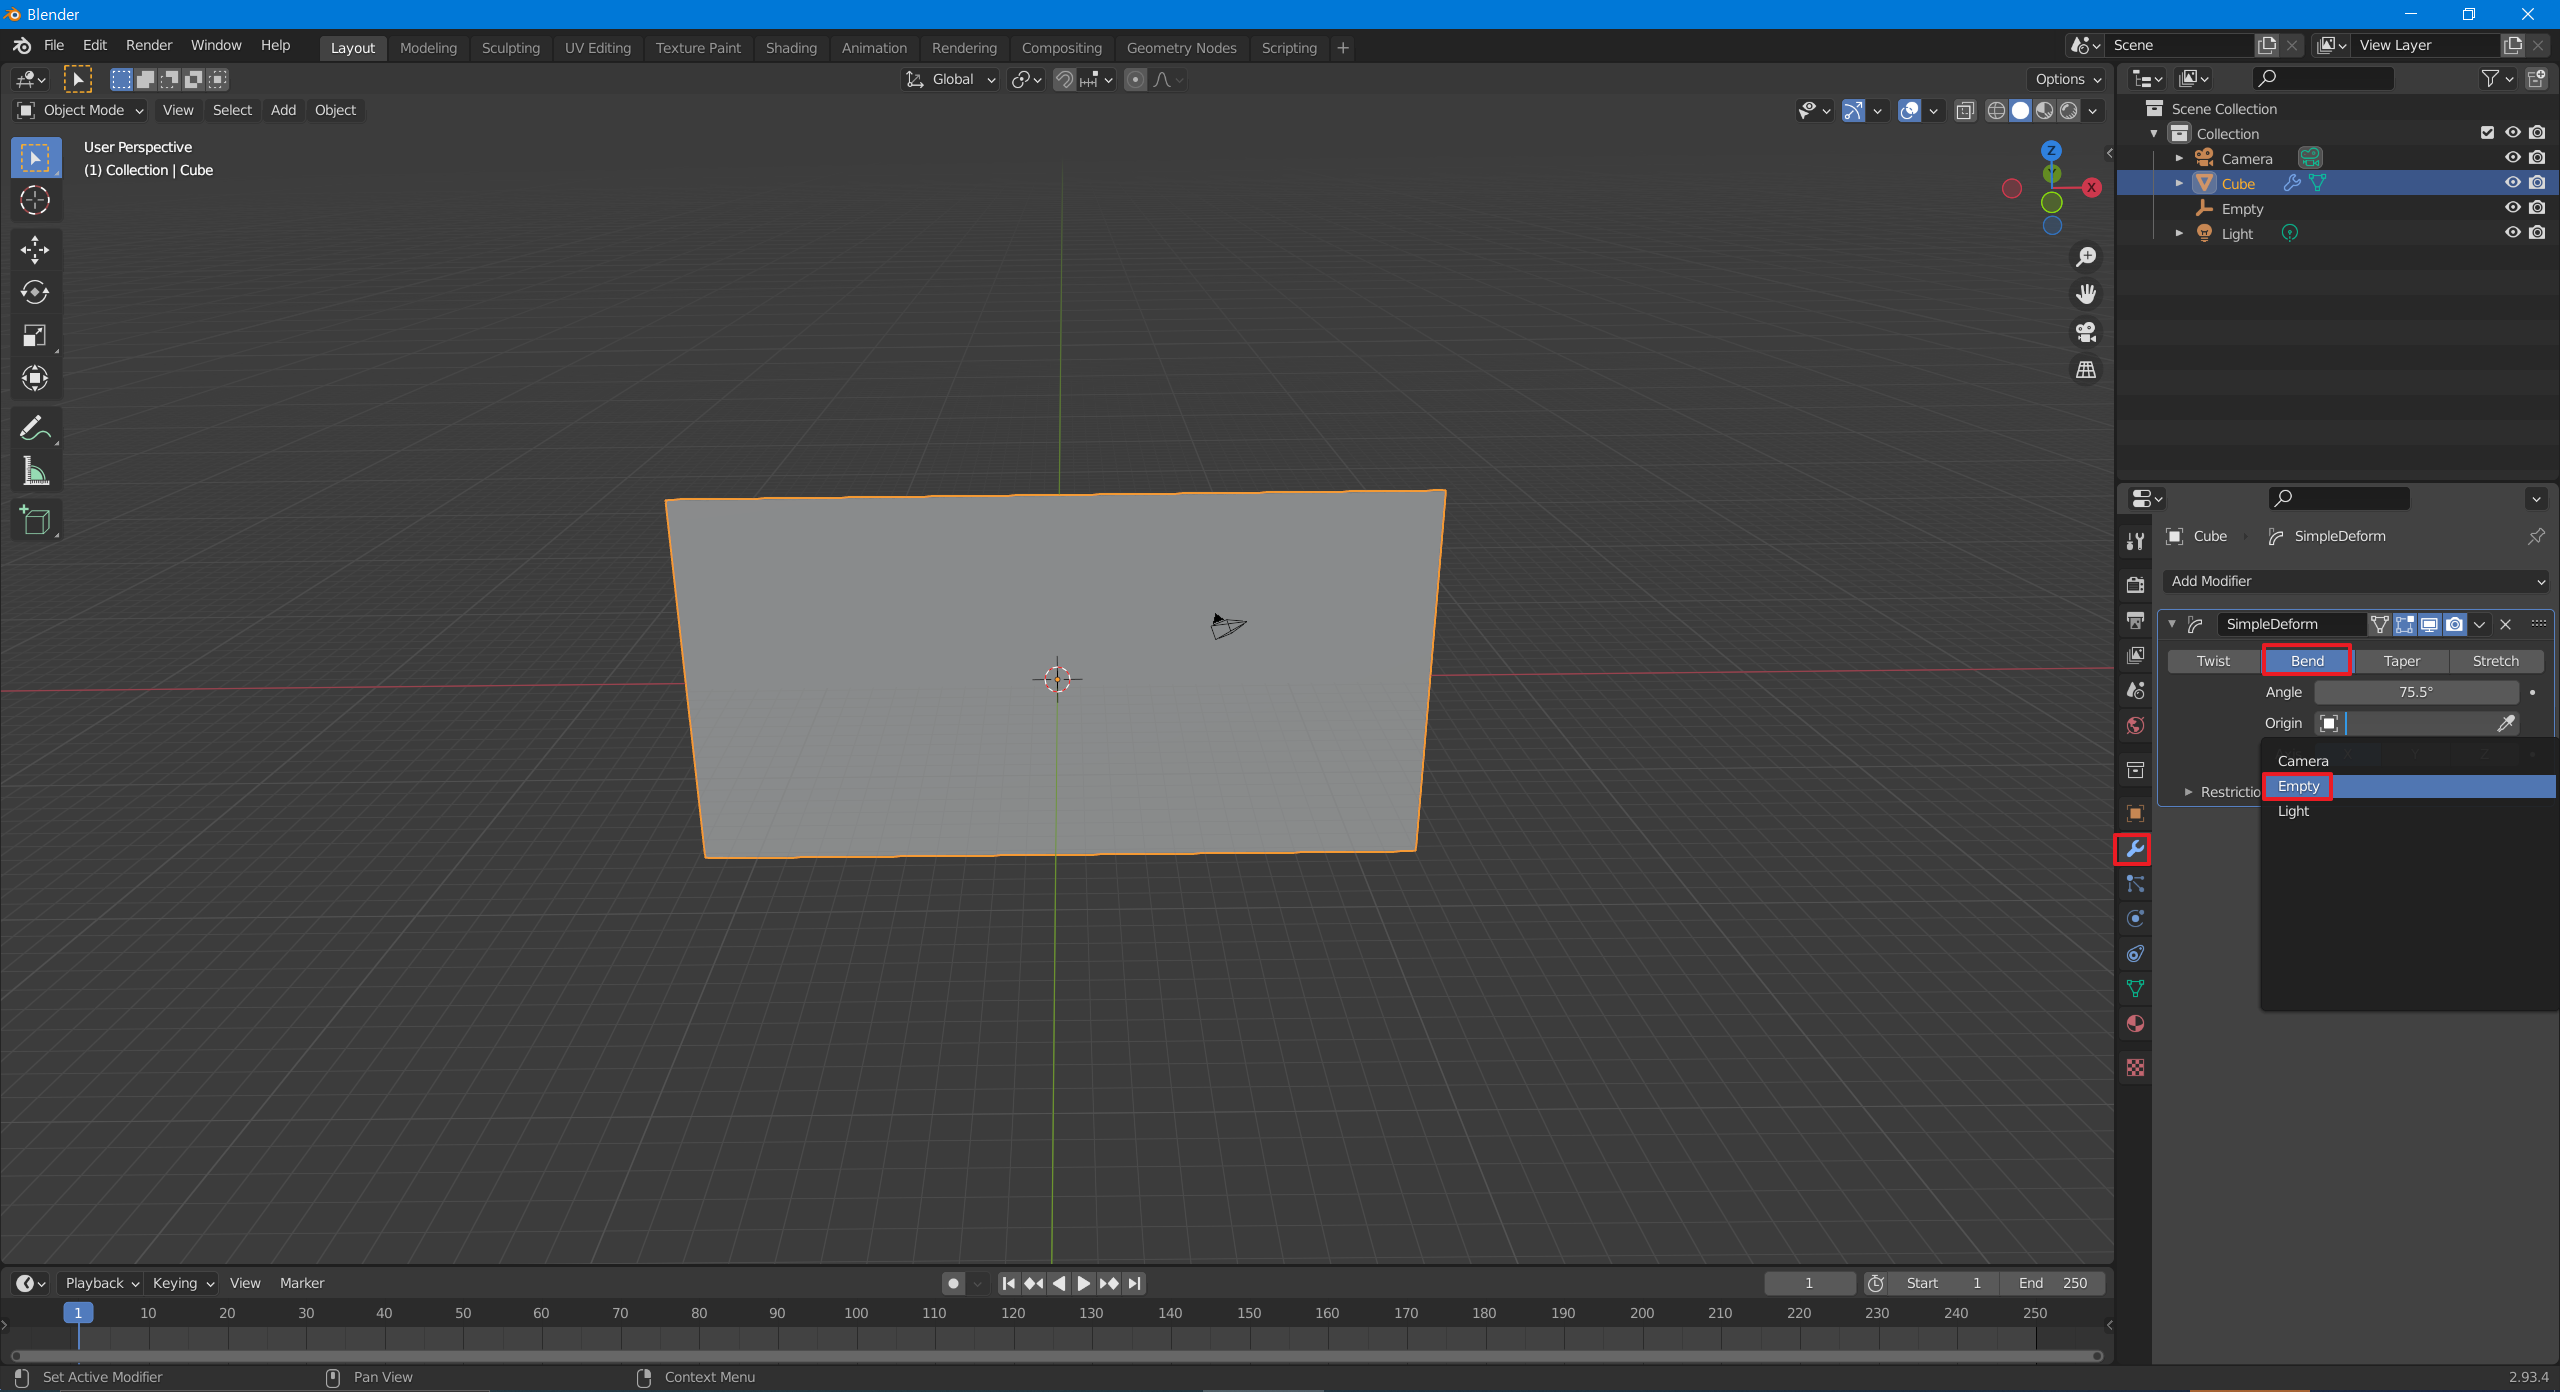 Blender
File Edit Render Window Help Layout Modeling Sculpting UV Editing Texture Paint Shading Animation Rendering Compositing Geometry Nodes Scripting + Scene View Layer
Global Options
Object Mode View Select Add Object
User Perspective
(1) Collection | Cube
Z
Y
X
Scene Collection
Collection
Camera
Cube
Empty
Light
Cube SimpleDeform
Add Modifier
SimpleDeform
Twist Bend Taper Stretch
Angle 75.5°
Origin
Camera
Empty
Restrictio
Light
Playback Keying View Marker 1 Start 1 End 250
1 10 20 30 40 50 60 70 80 90 100 110 120 130 140 150 160 170 180 190 200 210 220 230 240 250
Set Active Modifier Pan View Context Menu 2.93.4